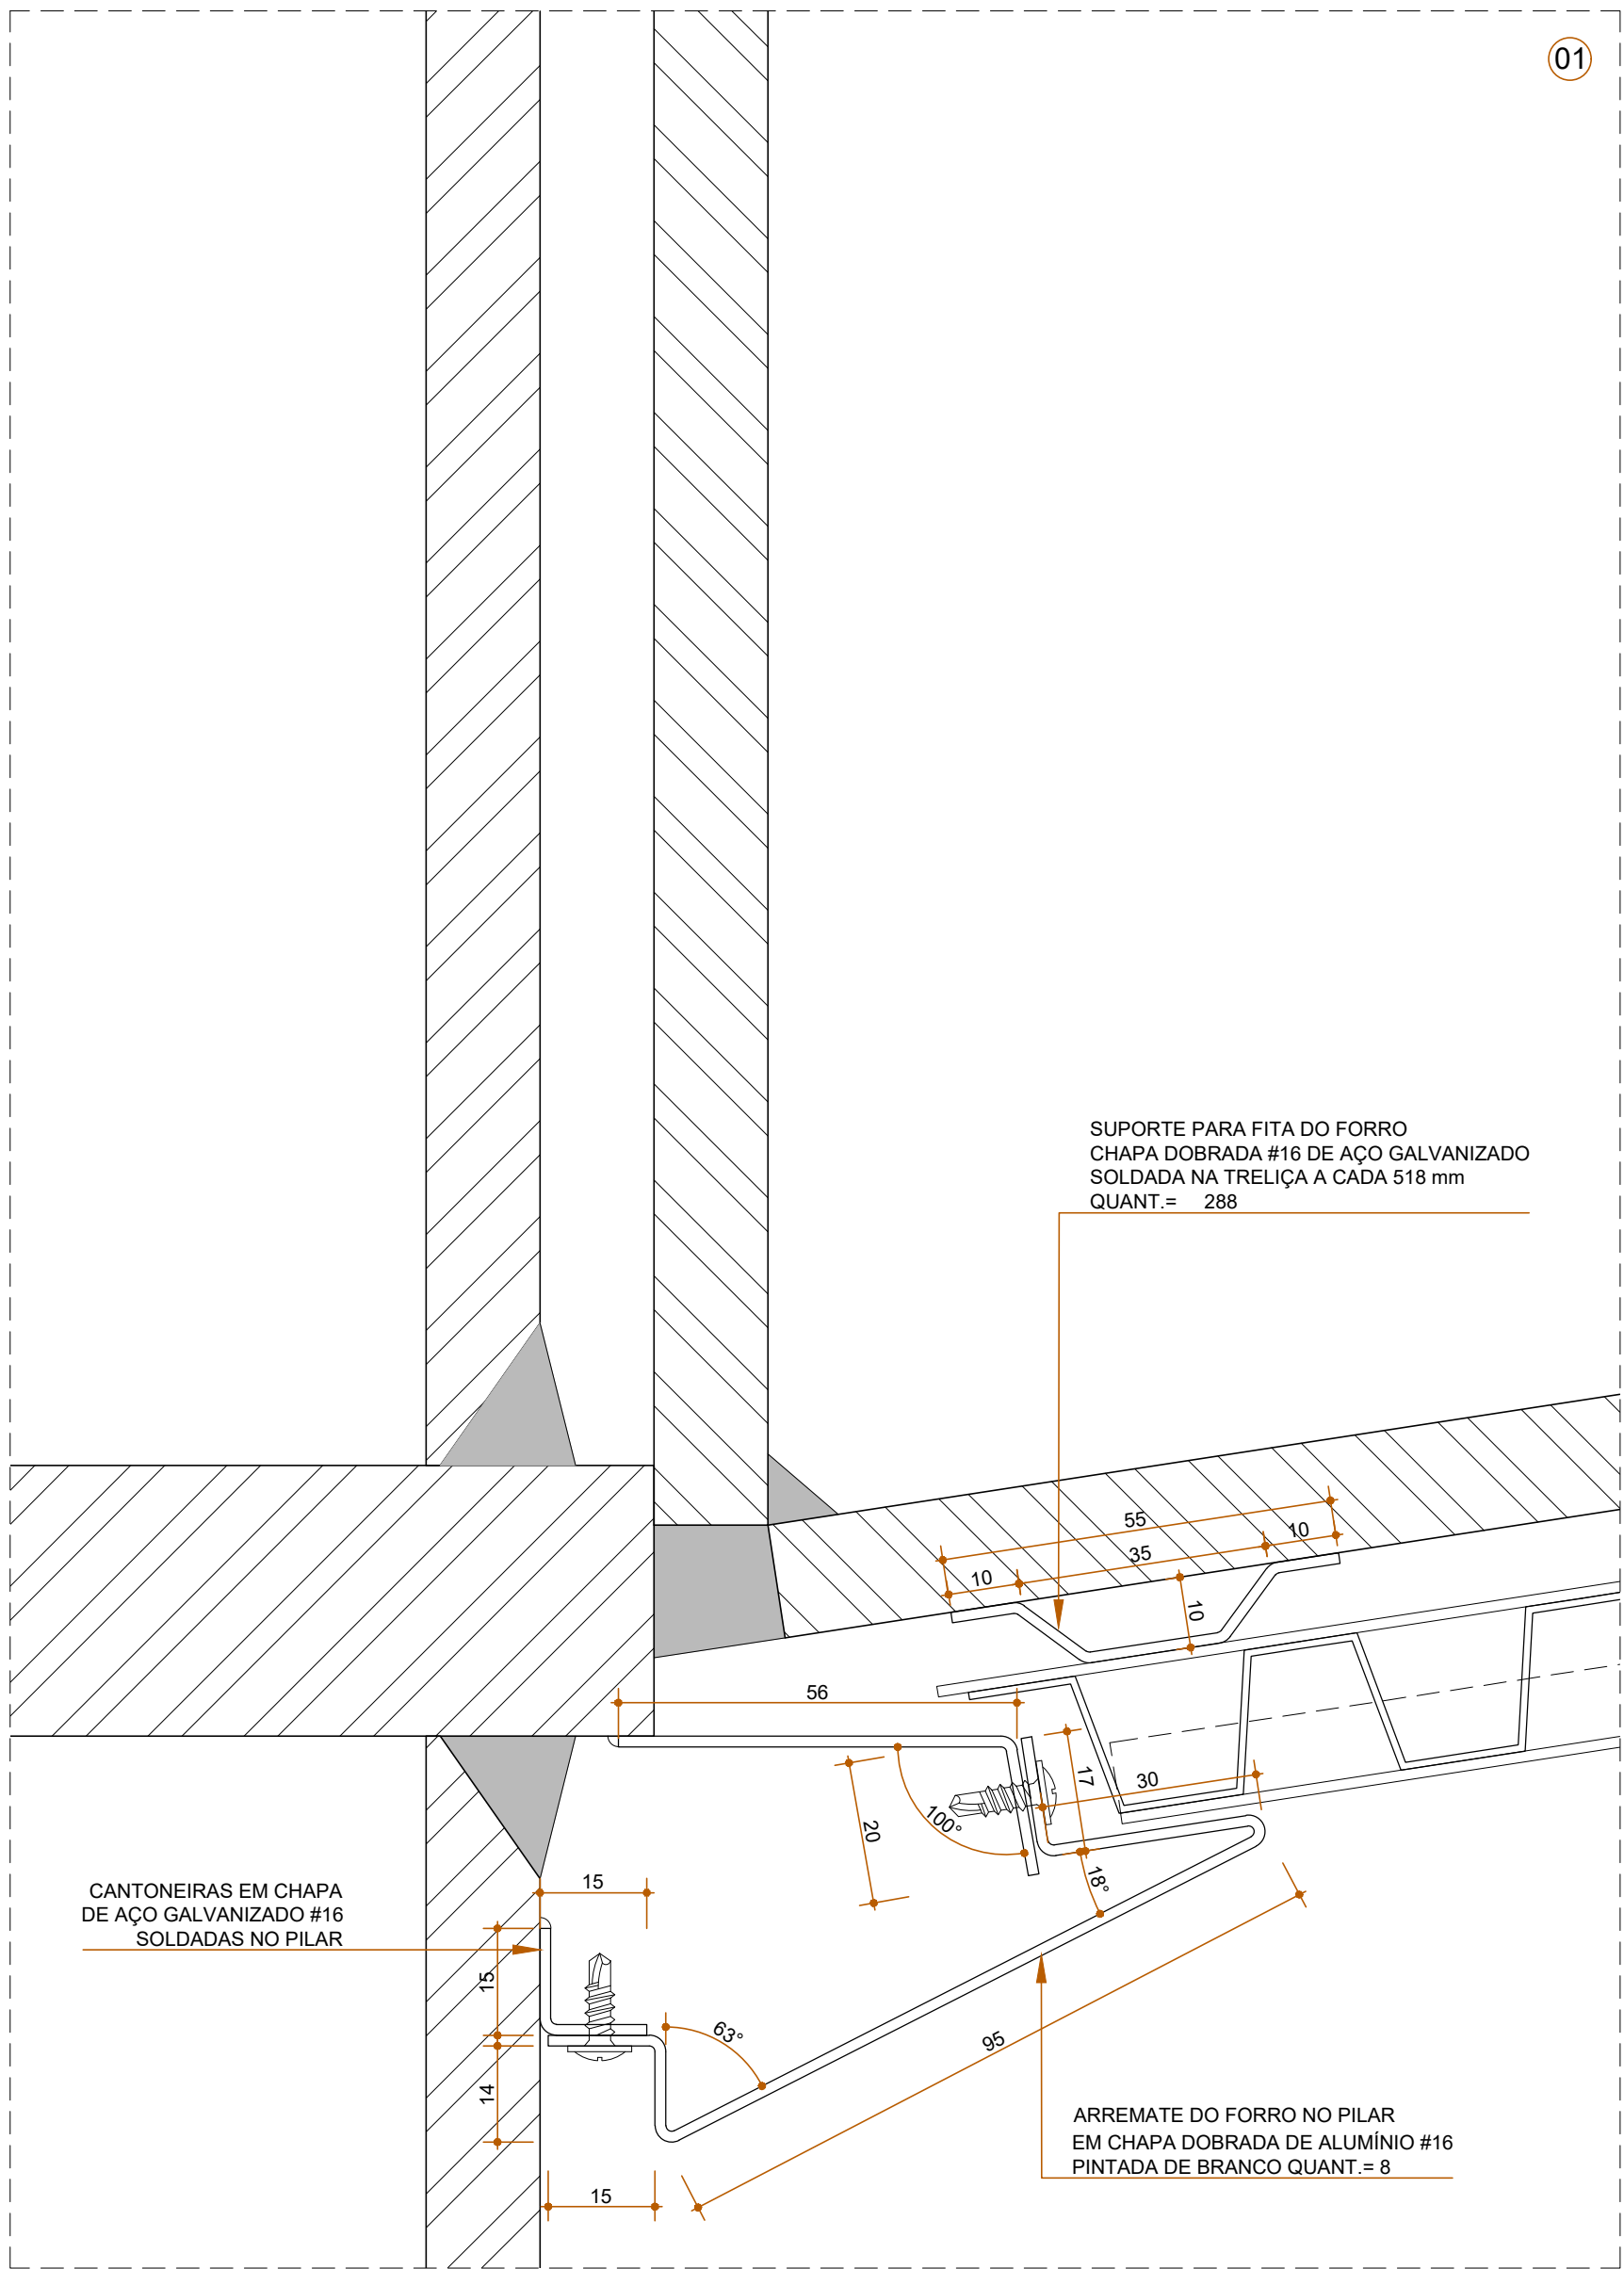 01
SUPORTE PARA FITA DO FORRO
CHAPA DOBRADA #16 DE AÇO GALVANIZADO
SOLDADA NA TRELIÇA A CADA 518 mm
QUANT.= 288
55
35
10
10
10
56
17
30
100°
20
18°
15
CANTONEIRAS EM CHAPA
DE AÇO GALVANIZADO #16
SOLDADAS NO PILAR
15
63°
95
14
ARREMATE DO FORRO NO PILAR
EM CHAPA DOBRADA DE ALUMÍNIO #16
PINTADA DE BRANCO QUANT.= 8
15